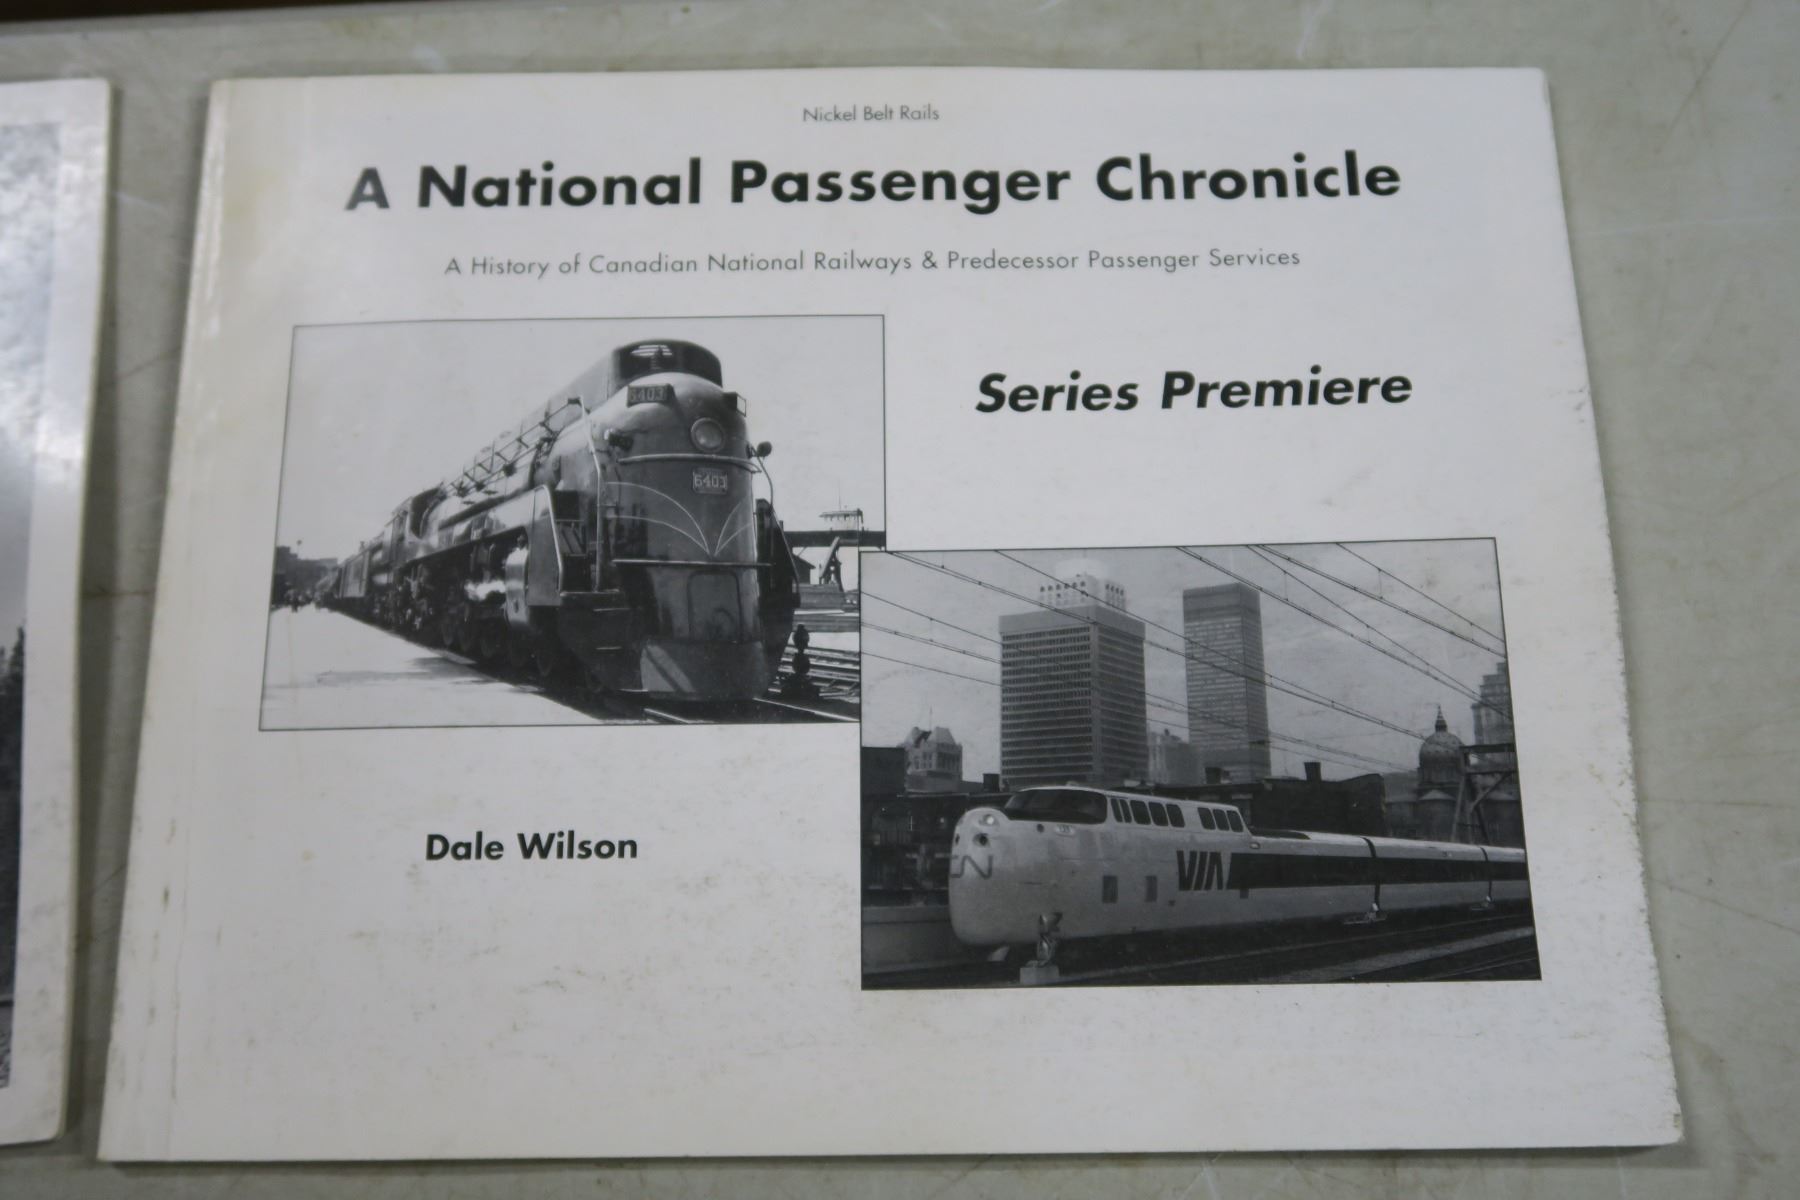 Nickel Belt Rails
A National Passenger Chronicle
A History of Canadian National Railways & Predecessor Passenger Services
Series Premiere
6403
6403
Dale Wilson
CN
VIA